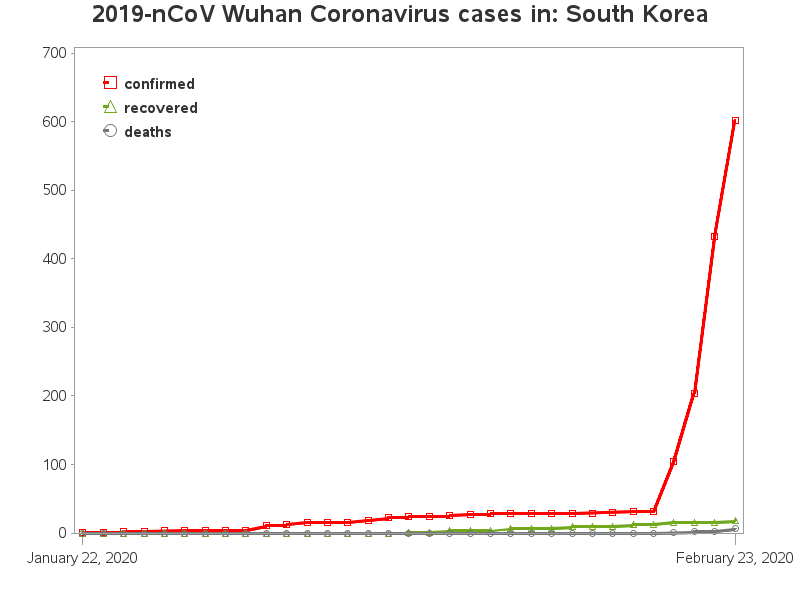 2019-nCoV Wuhan Coronavirus cases in: South Korea
700
confirmed
recovered
600
deaths
500
400
300
200
100
0
January 22, 2020 February 23, 2020